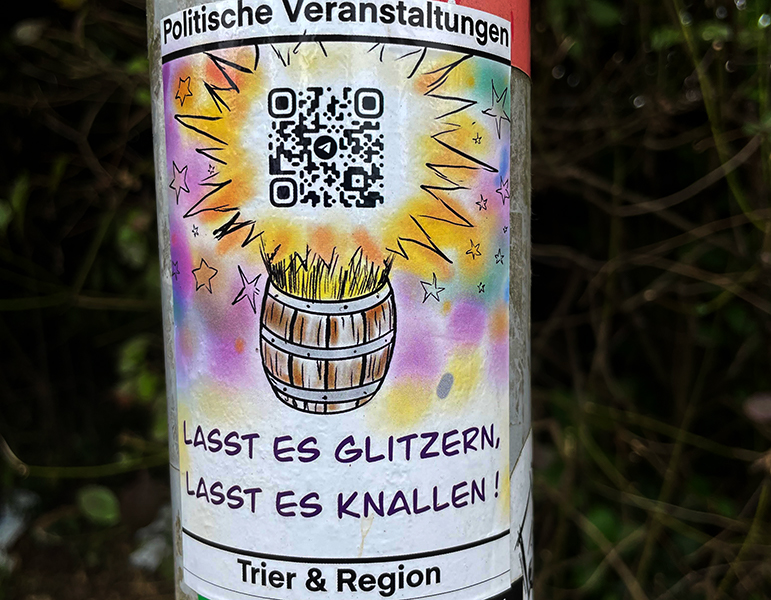 Politische Veranstaltungen
LASST ES GLITZERN,
LASST ES KNALLEN!
Trier & Region